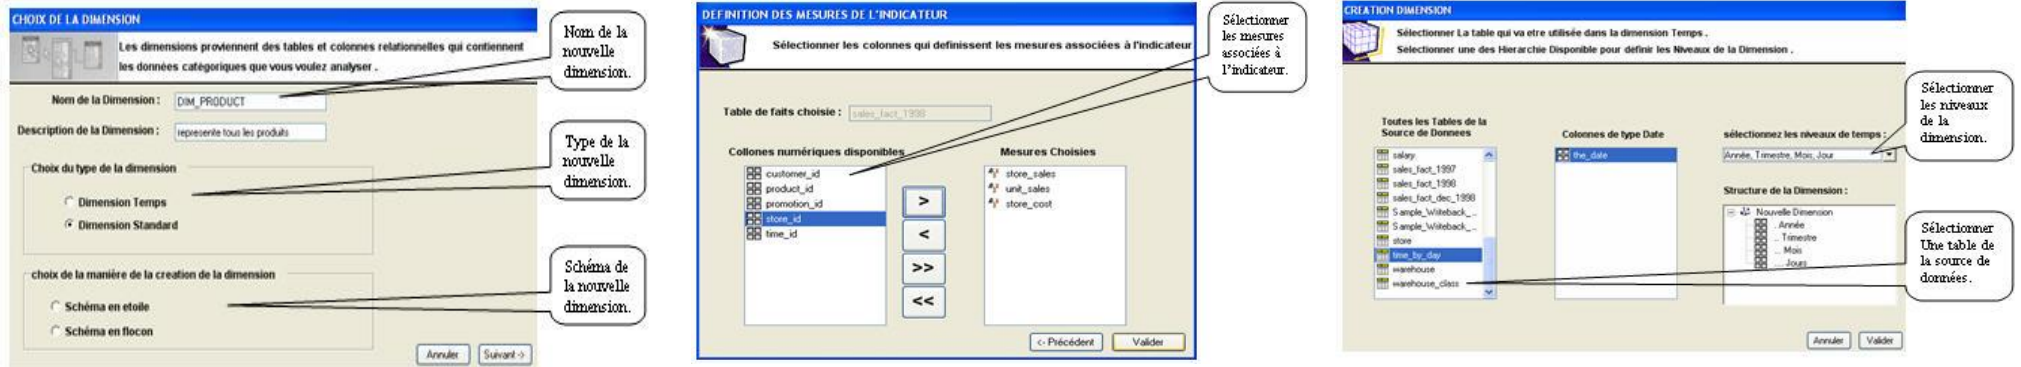 CHOIX DE LA DIMENSION
Les dimensions proviennent des tables et colonnes relationnelles qui contiennent
les données catégoriques que vous voulez analyser .
Nom de la Dimension :
DIM_PRODUCT
Description de la Dimension :
represente tous les produits
Choix du type de la dimension
Dimension Temps
Dimension Standard
choix de la manière de la creation de la dimension
Schéma en etoile
Schéma en flocon
Annuler
Suivant ->
Nom de la
nouvelle
dimension.
Type de la
nouvelle
dimension.
Schéma de
la nouvelle
dimension.
DEFINITION DES MESURES DE L'INDICATEUR
Sélectionner les colonnes qui definissent les mesures associées à l'indicateur
Table de faits choisie :
sales_fact_1998
Collones numériques disponibles
customer_id
product_id
promotion_id
store_id
time_id
>
<
>>
<<
Mesures Choisies
store_sales
unit_sales
store_cost
<- Précédent
Valider
Sélectionner
les mesures
associées à
l'indicateur.
CREATION DIMENSION
Sélectionner La table qui va etre utilisée dans la dimension Temps .
Selectionner une des Hierarchie Disponible pour définir les Niveaux de la Dimension .
Toutes les Tables de la
Source de Donnees
salary
sales_fact_1997
sales_fact_1998
sales_fact_dec_1998
Sample_Writeback_...
Sample_Writeback_...
store
time_by_day
warehouse
warehouse_class
Colonnes de type Date
the_date
sélectionnez les niveaux de temps :
Année, Trimestre, Mois, Jour
Structure de la Dimension :
Nouvelle Dimension
. Année
.. Trimestre
... Mois
.... Jours
Annuler
Valider
Sélectionner
les niveaux
de la
dimension.
Sélectionner
Une table de
la source de
données.